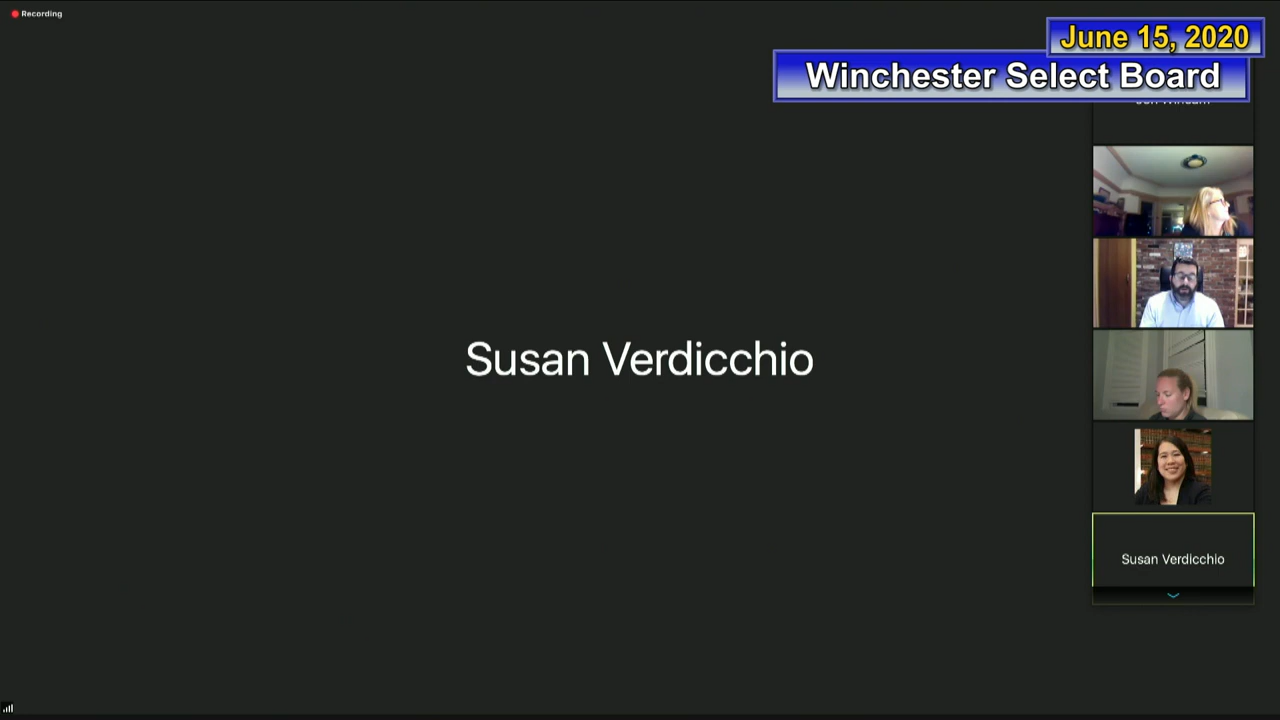 Recording
June 15, 2020
Winchester Select Board
Susan Verdicchio
Susan Verdicchio